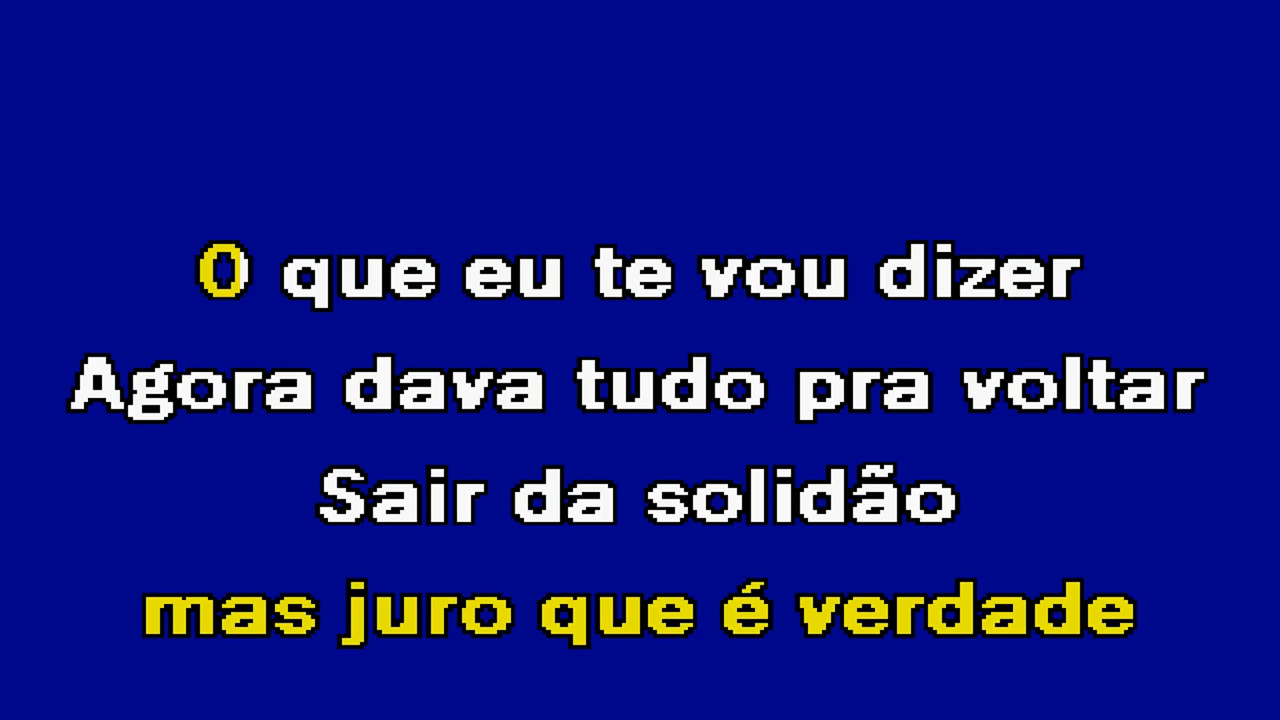 O que eu te vou dizer
Agora dava tudo pra voltar
Sair da solidão
mas juro que é verdade